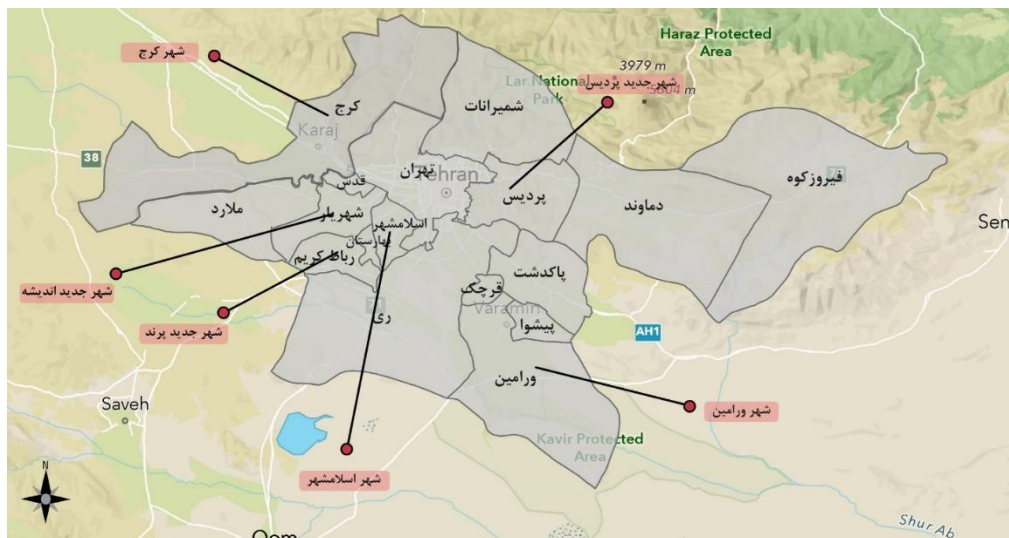 Haraz Protected
Area
شهر کرج
3979 m
شهر جدید پردیس
Lar National
Park
5604 m
شمیرانات
کرج
Karaj
38
تهران
Tehran
فیروزکوه
قدس
پردیس
دماوند
ملارد
شهریار
اسلامشهر
Sen
بهارستان
رباط کریم
پاکدشت
شهر جدید اندیشه
قرچک
ری
Varamin
پیشوا
شهر جدید پرند
AH1
ورامین
Saveh
شهر ورامین
Kavir Protected
Area
شهر اسلامشهر
N
Shur Ab
Qom